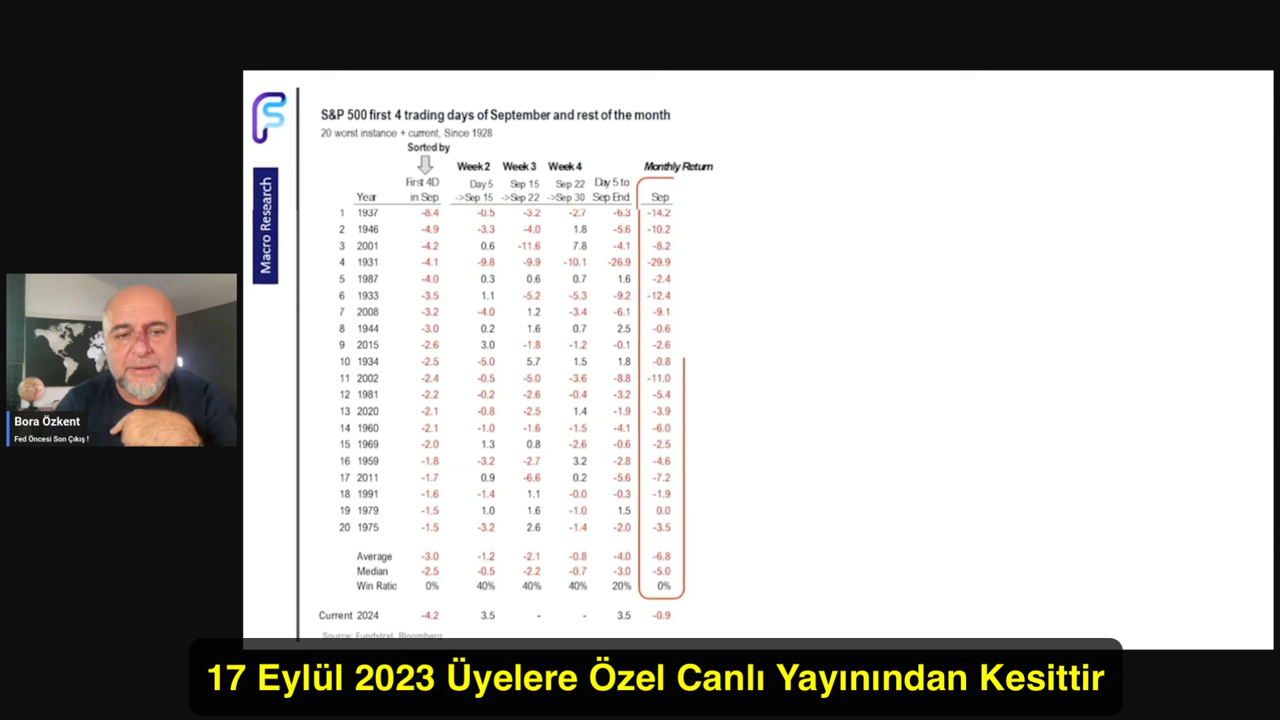 S&P 500 first 4 trading days of September and rest of the month
20 worst instance + current, Since 1928
Sorted by
Week 2 Week 3 Week 4 Monthly Return
First 4D Day 5 Sep 15 Sep 22 Day 5 to
Year in Sep ->Sep 15 ->Sep 22 ->Sep 30 Sep End Sep
1 1937 -8.4 -0.5 -3.2 -2.7 -6.3 -14.2
2 1946 -4.9 -3.3 -4.0 1.8 -5.6 -10.2
3 2001 -4.2 0.6 -11.6 7.8 -4.1 -8.2
4 1931 -4.1 -9.8 -9.9 -10.1 -26.9 -29.9
5 1987 -4.0 0.3 0.6 0.7 1.6 -2.4
6 1933 -3.5 1.1 -5.2 -5.3 -9.2 -12.4
7 2008 -3.2 -4.0 1.2 -3.4 -6.1 -9.1
8 1944 -3.0 0.2 1.6 0.7 2.5 -0.6
9 2015 -2.6 3.0 -1.8 -1.2 -0.1 -2.6
10 1934 -2.5 -5.0 5.7 1.5 1.8 -0.8
11 2002 -2.4 -0.5 -5.0 -3.6 -8.8 -11.0
12 1981 -2.2 -0.2 -2.6 -0.4 -3.2 -5.4
13 2020 -2.1 -0.8 -2.5 1.4 -1.9 -3.9
14 1960 -2.1 -1.0 -1.6 -1.5 -4.1 -6.0
15 1969 -2.0 1.3 0.8 -2.6 -0.6 -2.5
16 1959 -1.8 -3.2 -2.7 3.2 -2.8 -4.6
17 2011 -1.7 0.9 -6.6 0.2 -5.6 -7.2
18 1991 -1.6 -1.4 1.1 -0.0 -0.3 -1.9
19 1979 -1.5 1.0 1.6 -1.0 1.5 0.0
20 1975 -1.5 -3.2 2.6 -1.4 -2.0 -3.5
Average -3.0 -1.2 -2.1 -0.8 -4.0 -6.8
Median -2.5 -0.5 -2.2 -0.7 -3.0 -5.0
Win Ratio 0% 40% 40% 40% 20% 0%
Current 2024 -4.2 3.5 - - 3.5 -0.9
Source: Fundstrat, Bloomberg
Macro Research
Bora Özkent
Fed Öncesi Son Çıkış !
17 Eylül 2023 Üyelere Özel Canlı Yayınından Kesittir